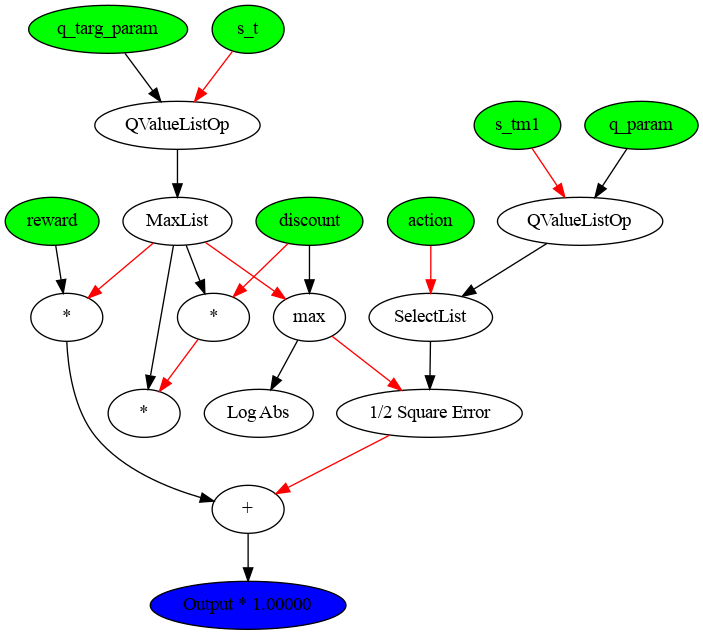 q_targ_param
s_t
QValueListOp
s_tm1
q_param
reward
MaxList
discount
action
QValueListOp
*
*
max
SelectList
*
Log Abs
1/2 Square Error
+
Output * 1.00000